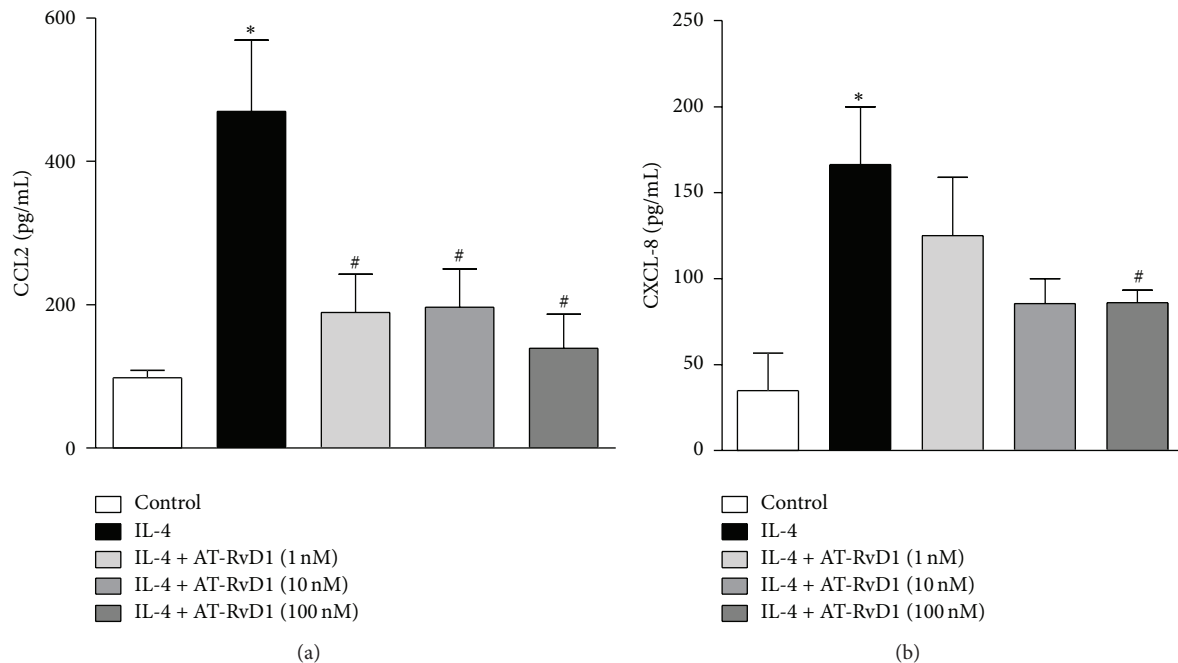 600
400
200
0
CCL2 (pg/mL)
*
#
#
#
Control
IL-4
IL-4 + AT-RvD1 (1 nM)
IL-4 + AT-RvD1 (10 nM)
IL-4 + AT-RvD1 (100 nM)
(a)
250
200
150
100
50
0
CXCL-8 (pg/mL)
*
#
Control
IL-4
IL-4 + AT-RvD1 (1 nM)
IL-4 + AT-RvD1 (10 nM)
IL-4 + AT-RvD1 (100 nM)
(b)